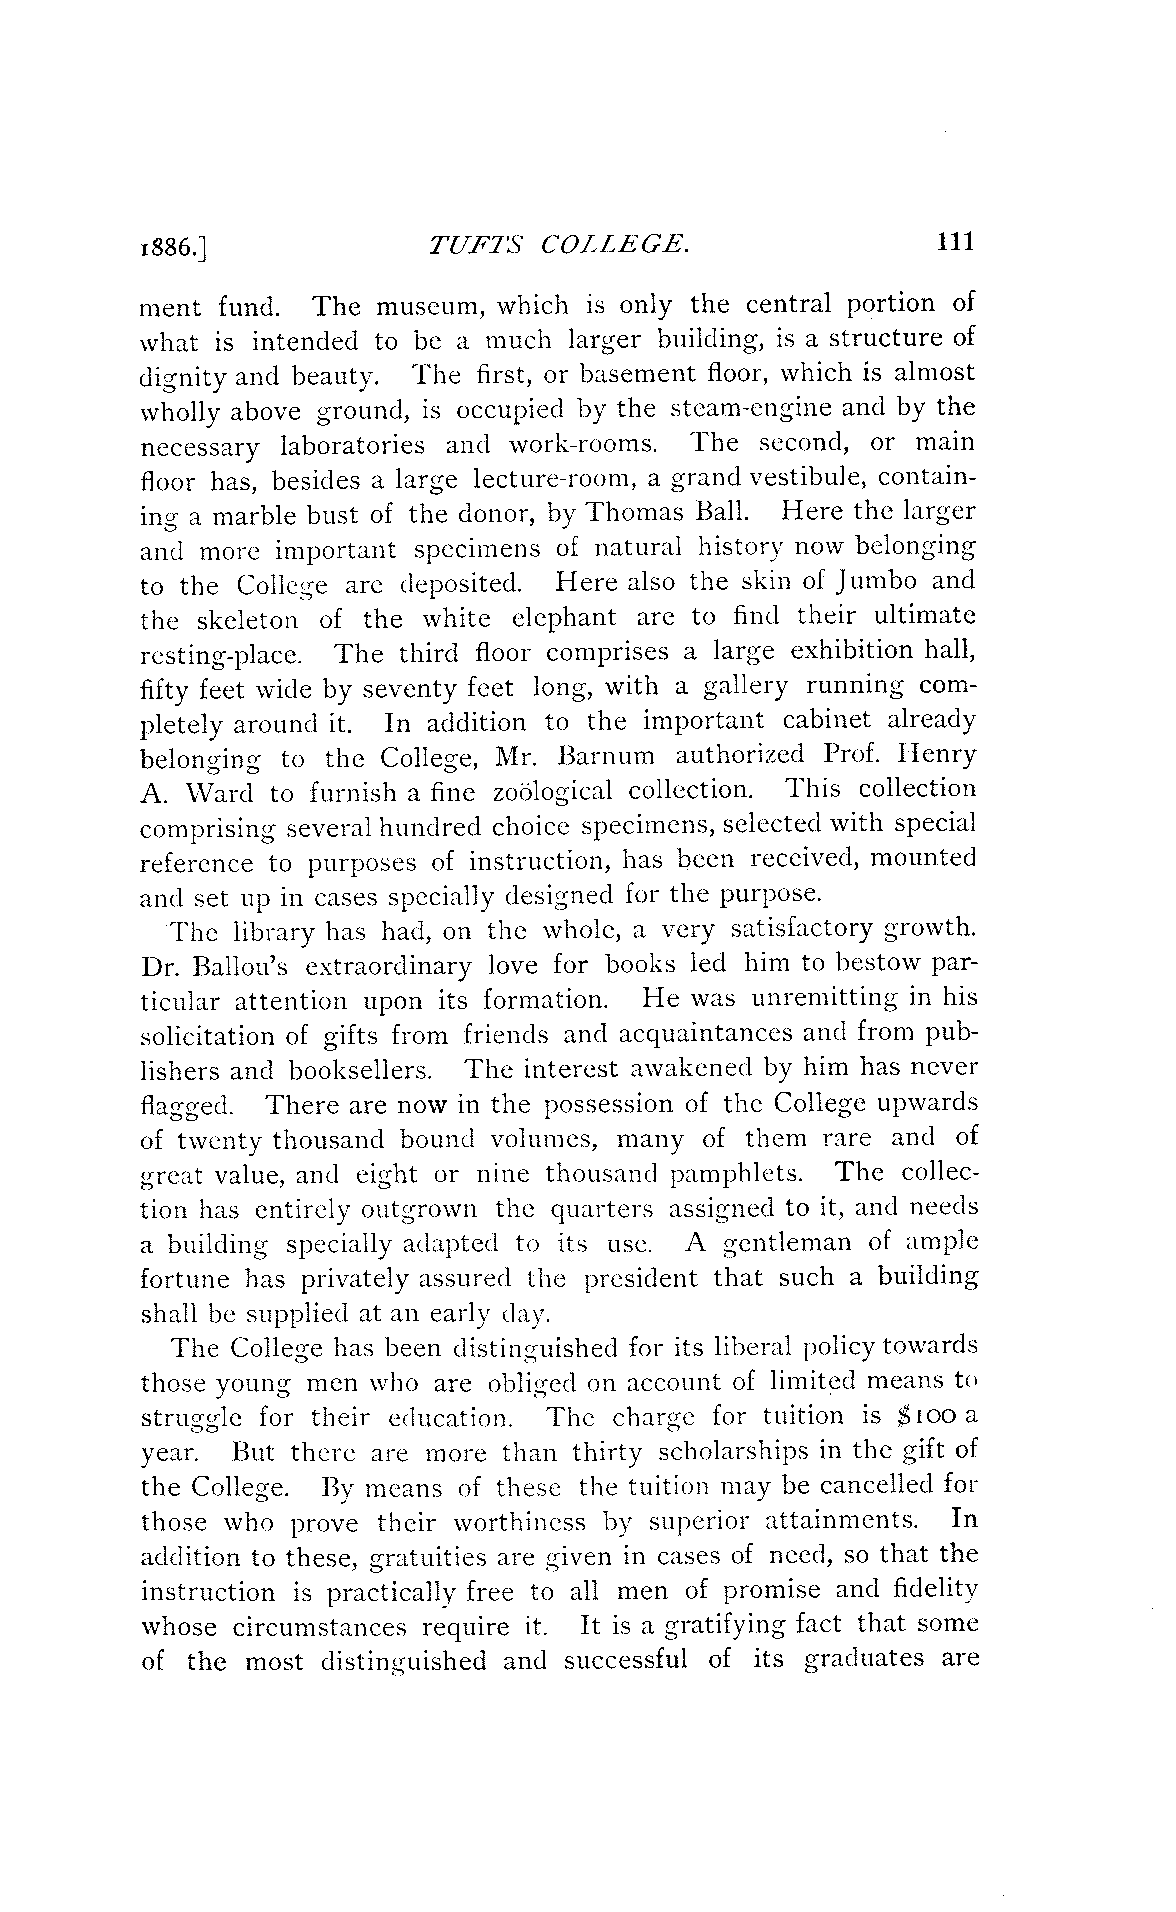 1886.] TUFTS COLLEGE. 111
ment fund. The museum, which is only the central portion of
what is intended to be a much larger building, is a structure of
dignity and beauty. The first, or basement floor, which is almost
wholly above ground, is occupied by the steam-engine and by the
necessary laboratories and work-rooms. The second, or main
floor has, besides a large lecture-room, a grand vestibule, contain-
ing a marble bust of the donor, by Thomas Ball. Here the larger
and more important specimens of natural history now belonging
to the College are deposited. Here also the skin of Jumbo and
the skeleton of the white elephant are to find their ultimate
resting-place. The third floor comprises a large exhibition hall,
fifty feet wide by seventy feet long, with a gallery running com-
pletely around it. In addition to the important cabinet already
belonging to the College, Mr. Barnum authorized Prof. Henry
A. Ward to furnish a fine zoölogical collection. This collection
comprising several hundred choice specimens, selected with special
reference to purposes of instruction, has been received, mounted
and set up in cases specially designed for the purpose.
The library has had, on the whole, a very satisfactory growth.
Dr. Ballou's extraordinary love for books led him to bestow par-
ticular attention upon its formation. He was unremitting in his
solicitation of gifts from friends and acquaintances and from pub-
lishers and booksellers. The interest awakened by him has never
flagged. There are now in the possession of the College upwards
of twenty thousand bound volumes, many of them rare and of
great value, and eight or nine thousand pamphlets. The collec-
tion has entirely outgrown the quarters assigned to it, and needs
a building specially adapted to its use. A gentleman of ample
fortune has privately assured the president that such a building
shall be supplied at an early day.
The College has been distinguished for its liberal policy towards
those young men who are obliged on account of limited means to
struggle for their education. The charge for tuition is $100 a
year. But there are more than thirty scholarships in the gift of
the College. By means of these the tuition may be cancelled for
those who prove their worthiness by superior attainments. In
addition to these, gratuities are given in cases of need, so that the
instruction is practically free to all men of promise and fidelity
whose circumstances require it. It is a gratifying fact that some
of the most distinguished and successful of its graduates are